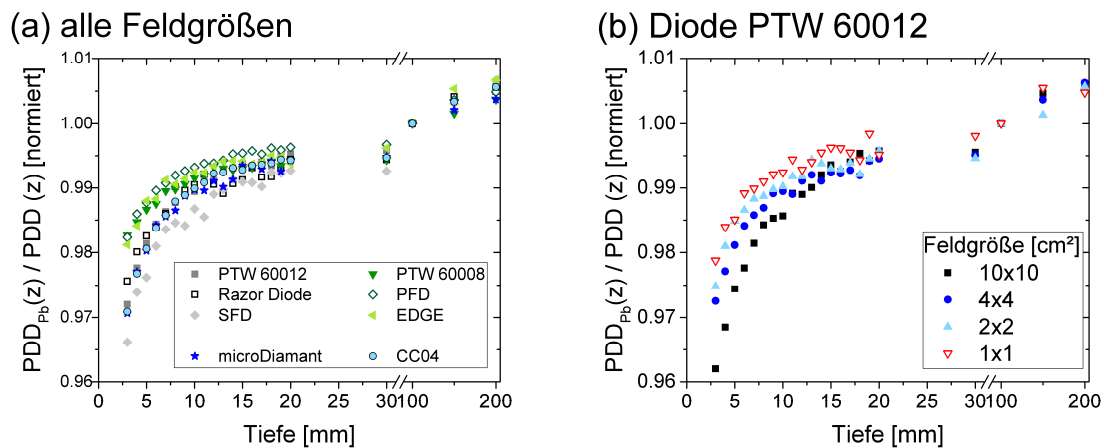 (a) alle Feldgrößen
PDD_Pb(z) / PDD (z) [normiert]
1.01
1.00
0.99
0.98
0.97
0.96
PTW 60012
PTW 60008
Razor Diode
PFD
SFD
EDGE
microDiamant
CC04
0 5 10 15 20 25 30 100 200
Tiefe [mm]
(b) Diode PTW 60012
PDD_Pb(z) / PDD (z) [normiert]
1.01
1.00
0.99
0.98
0.97
0.96
Feldgröße [cm²]
10x10
4x4
2x2
1x1
0 5 10 15 20 25 30 100 200
Tiefe [mm]